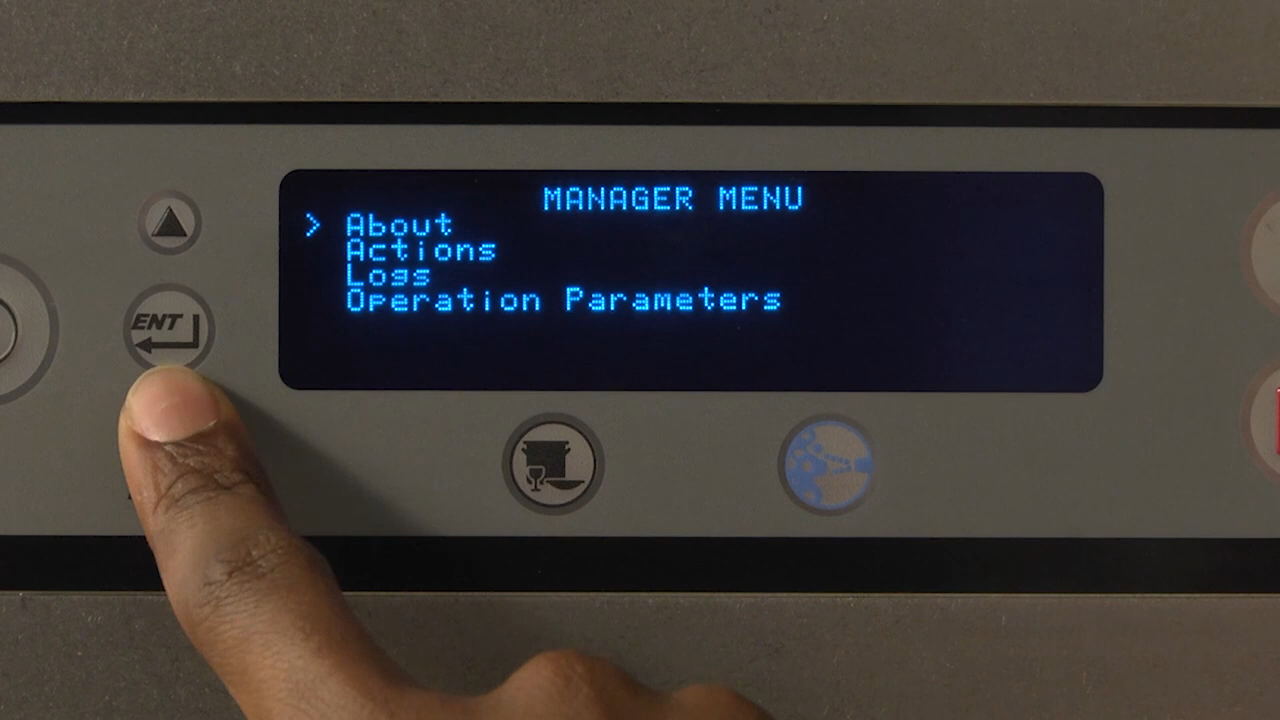 MANAGER MENU
> About
Actions
Logs
Operation Parameters
ENT